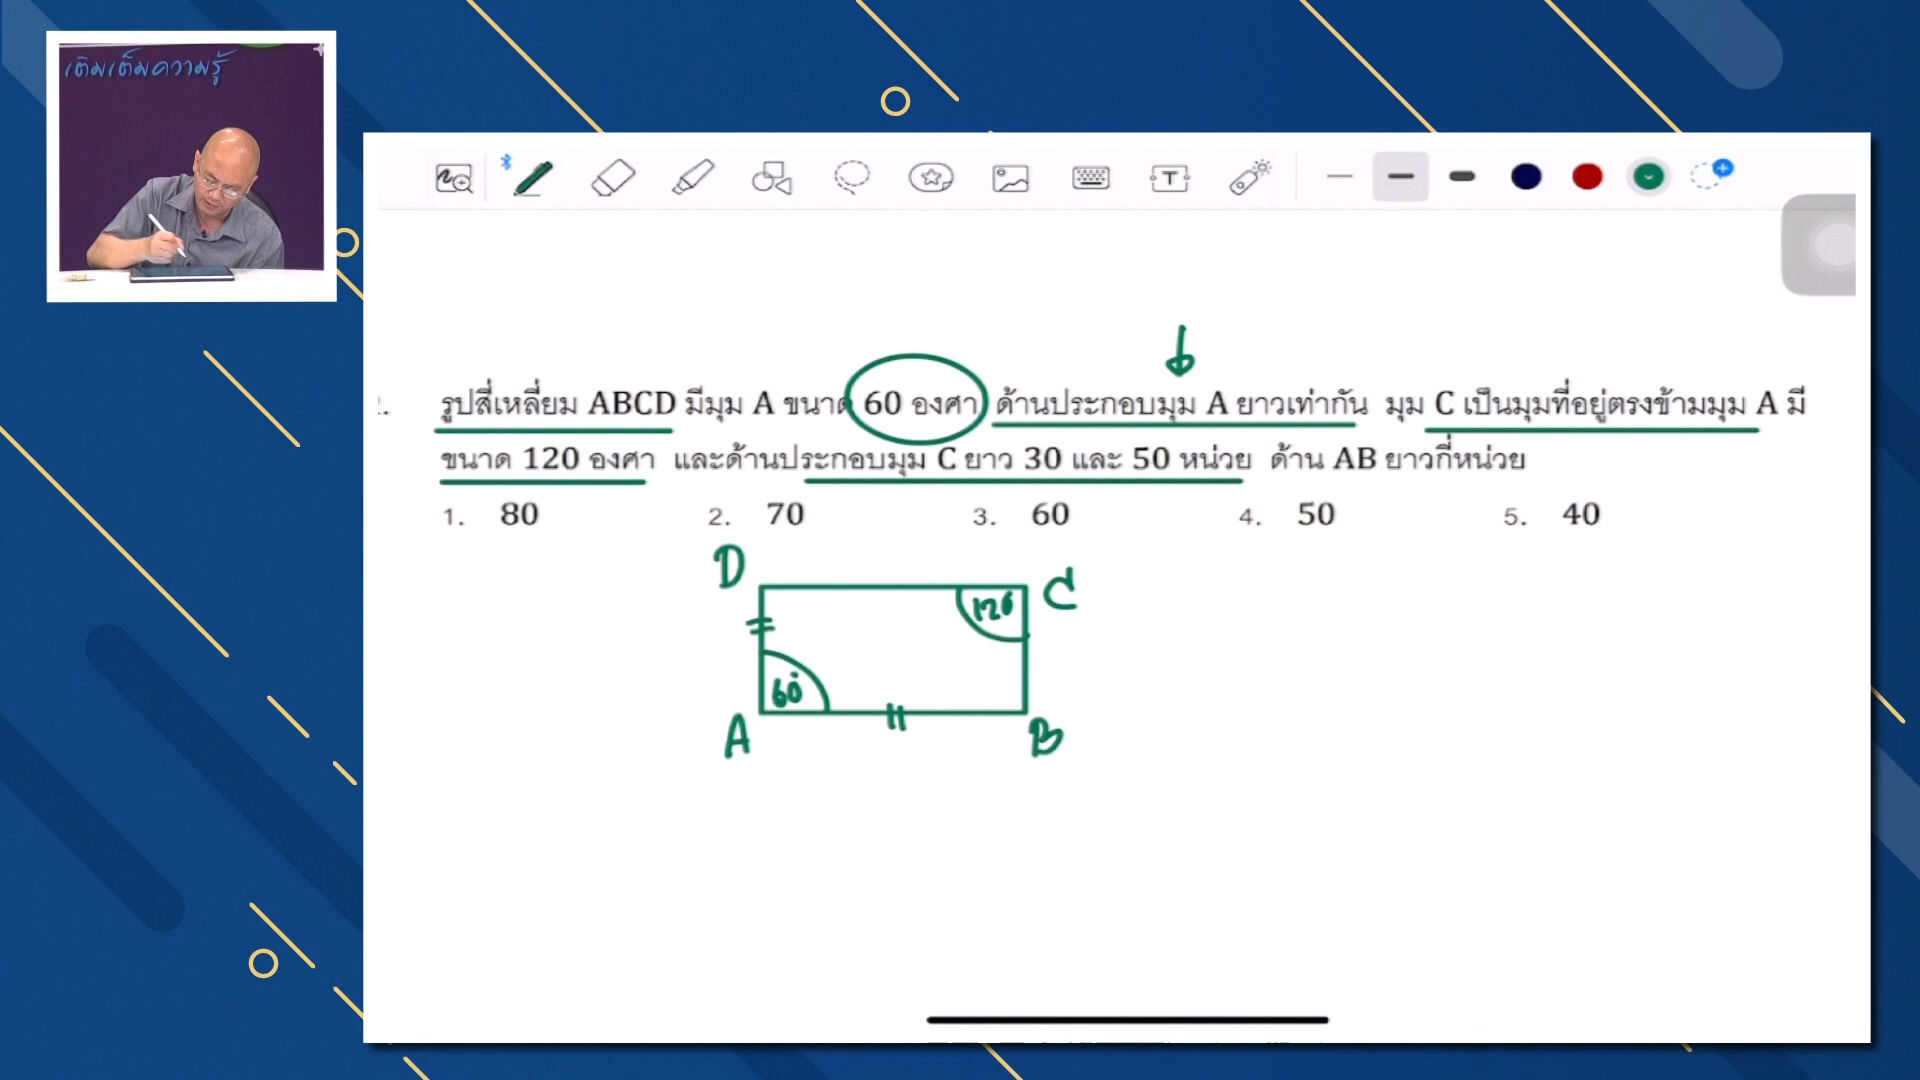 เติมเต็มความรู้
รูปสี่เหลี่ยม ABCD มีมุม A ขนาด 60 องศา ด้านประกอบมุม A ยาวเท่ากัน มุม C เป็นมุมที่อยู่ตรงข้ามมุม A มี
ขนาด 120 องศา และด้านประกอบมุม C ยาว 30 และ 50 หน่วย ด้าน AB ยาวกี่หน่วย
1. 80 2. 70 3. 60 4. 50 5. 40
D C
120
60°
A B